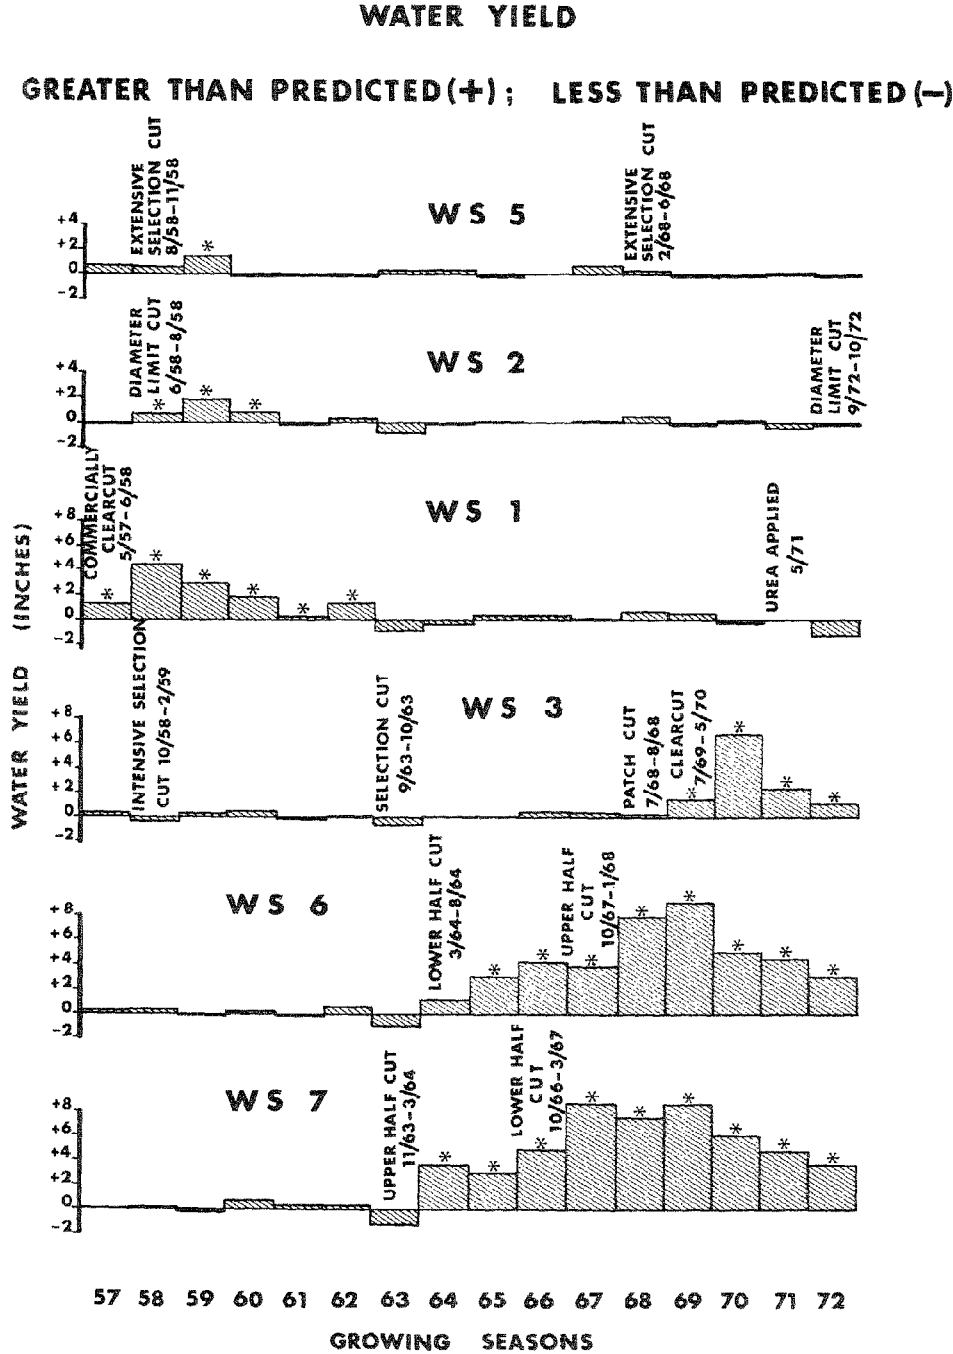 WATER YIELD
GREATER THAN PREDICTED (+); LESS THAN PREDICTED (—)
WATER YIELD (INCHES)
WS 5
+4
+2
0
-2
EXTENSIVE
SELECTION CUT
8/58-11/58
*
EXTENSIVE
SELECTION CUT
2/68-6/68
WS 2
+4
+2
0
-2
DIAMETER
LIMIT CUT
6/58-8/58
* * *
DIAMETER
LIMIT CUT
9/72-10/72
WS 1
+8
+6
+4
+2
0
-2
COMMERCIALLY
CLEARCUT
5/57-6/58
* * * * * *
UREA APPLIED
5/71
WS 3
+8
+6
+4
+2
0
-2
INTENSIVE SELECTION
CUT 10/58-2/59
SELECTION CUT
9/63-10/63
PATCH CUT
7/68-8/68
CLEARCUT
7/69-5/70
* * * *
WS 6
+8
+6
+4
+2
0
-2
LOWER HALF CUT
3/64-8/64
UPPER HALF
CUT
10/67-1/68
* * * * * * * *
WS 7
+8
+6
+4
+2
0
-2
UPPER HALF CUT
11/63-3/64
LOWER HALF
CUT
10/66-3/67
* * * * * * * * *
57 58 59 60 61 62 63 64 65 66 67 68 69 70 71 72
GROWING SEASONS